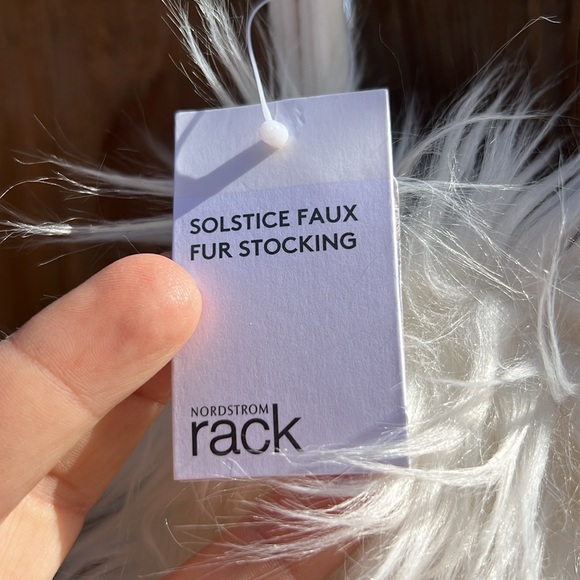 SOLSTICE FAUX
FUR STOCKING
NORDSTROM
rack